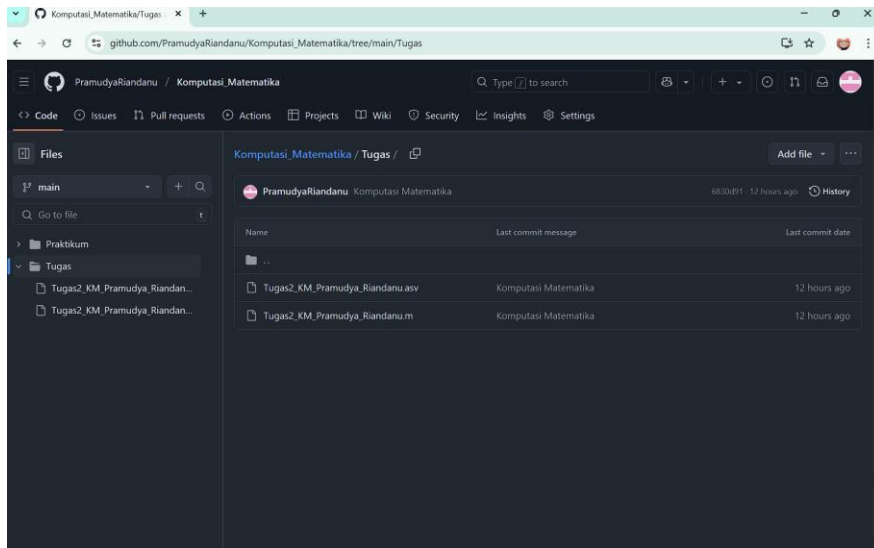 Komputasi_Matematika/Tugas
github.com/PramudyaRiandanu/Komputasi_Matematika/tree/main/Tugas
PramudyaRiandanu / Komputasi_Matematika
Type / to search
<> Code Issues Pull requests Actions Projects Wiki Security Insights Settings
Files
Komputasi_Matematika / Tugas /
Add file
main
PramudyaRiandanu Komputasi Matematika
6830d91 · 12 hours ago History
Go to file t
Name Last commit message Last commit date
Praktikum
..
Tugas
Tugas2_KM_Pramudya_Riandan...
Tugas2_KM_Pramudya_Riandanu.asv Komputasi Matematika 12 hours ago
Tugas2_KM_Pramudya_Riandan...
Tugas2_KM_Pramudya_Riandanu.m Komputasi Matematika 12 hours ago